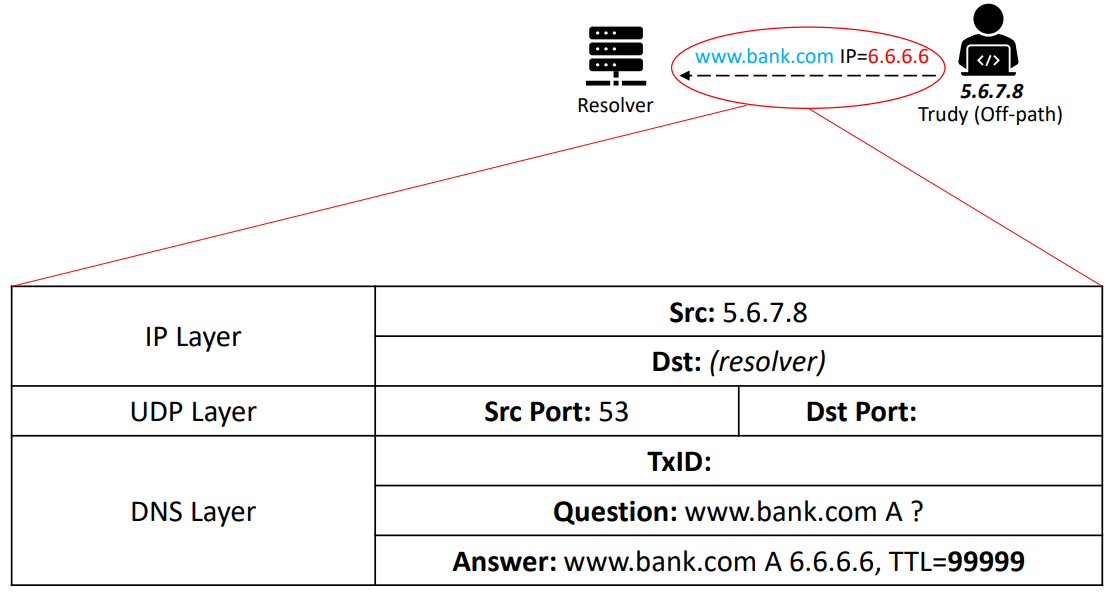 www.bank.com IP=6.6.6.6
</>
Resolver
5.6.7.8
Trudy (Off-path)
IP Layer
Src: 5.6.7.8
Dst: (resolver)
UDP Layer
Src Port: 53
Dst Port:
DNS Layer
TxID:
Question: www.bank.com A ?
Answer: www.bank.com A 6.6.6.6, TTL=99999